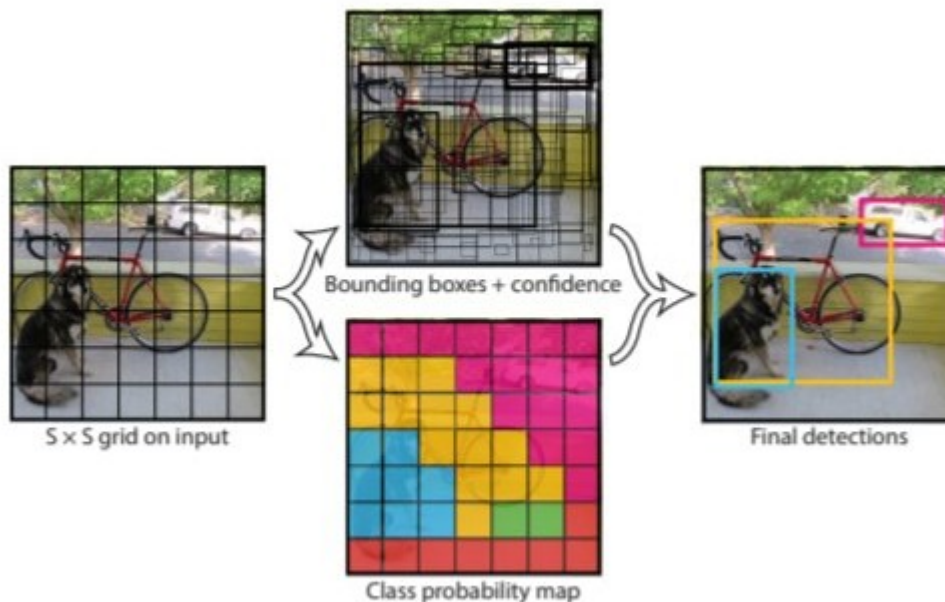 Bounding boxes + confidence
S × S grid on input
Final detections
Class probability map